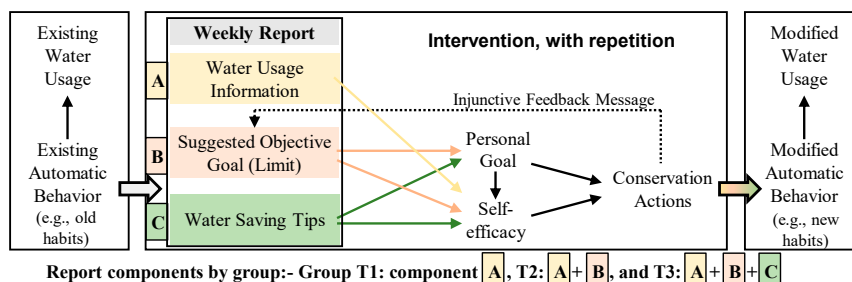 Existing
Water
Usage
Existing
Automatic
Behavior
(e.g., old
habits)
Weekly Report
A
Water Usage
Information
B
Suggested Objective
Goal (Limit)
C
Water Saving Tips
Intervention, with repetition
Injunctive Feedback Message
Personal
Goal
Self-
efficacy
Conservation
Actions
Modified
Water
Usage
Modified
Automatic
Behavior
(e.g., new
habits)
Report components by group:- Group T1: component A, T2: A + B, and T3: A + B + C